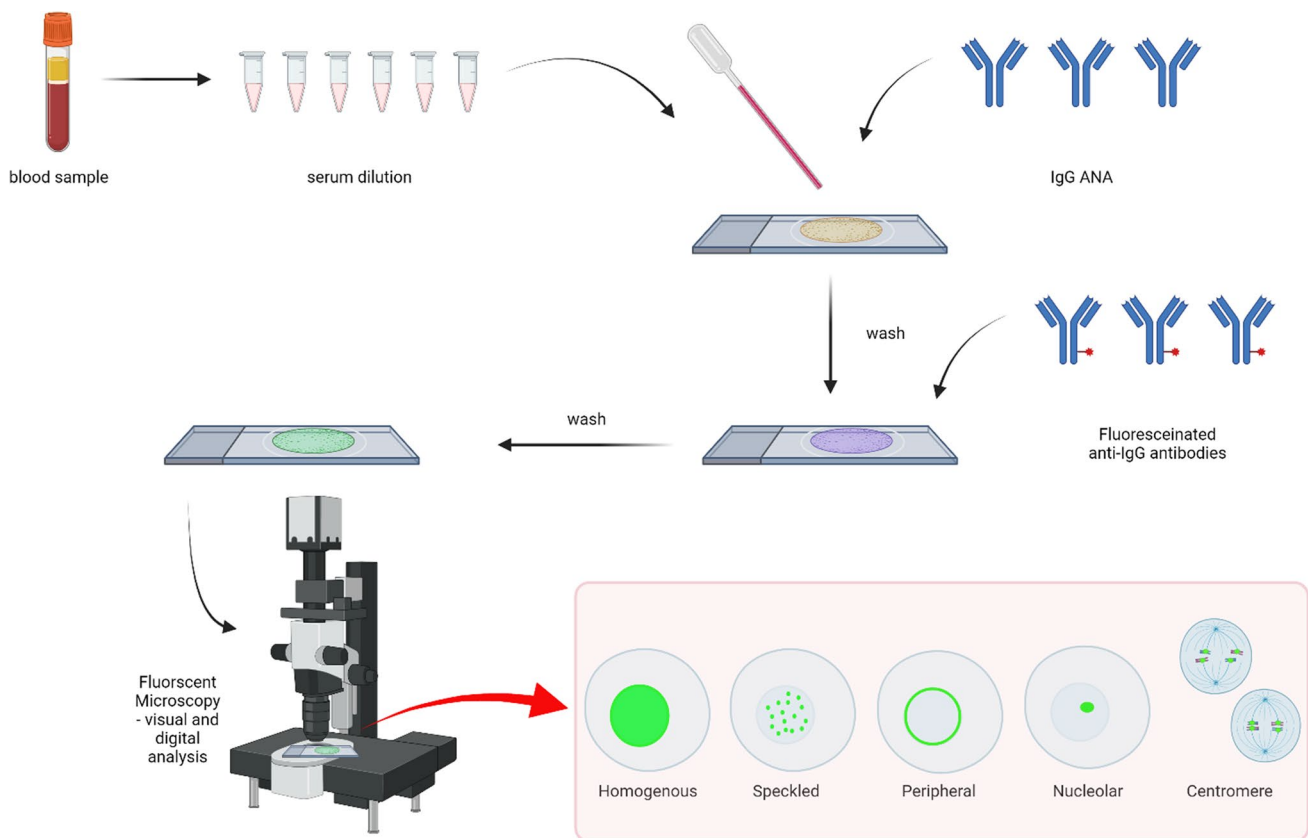 blood sample
serum dilution
IgG ANA
wash
Fluoresceinated
anti-IgG antibodies
wash
Fluorscent
Microscopy
- visual and
digital
analysis
Homogenous
Speckled
Peripheral
Nucleolar
Centromere